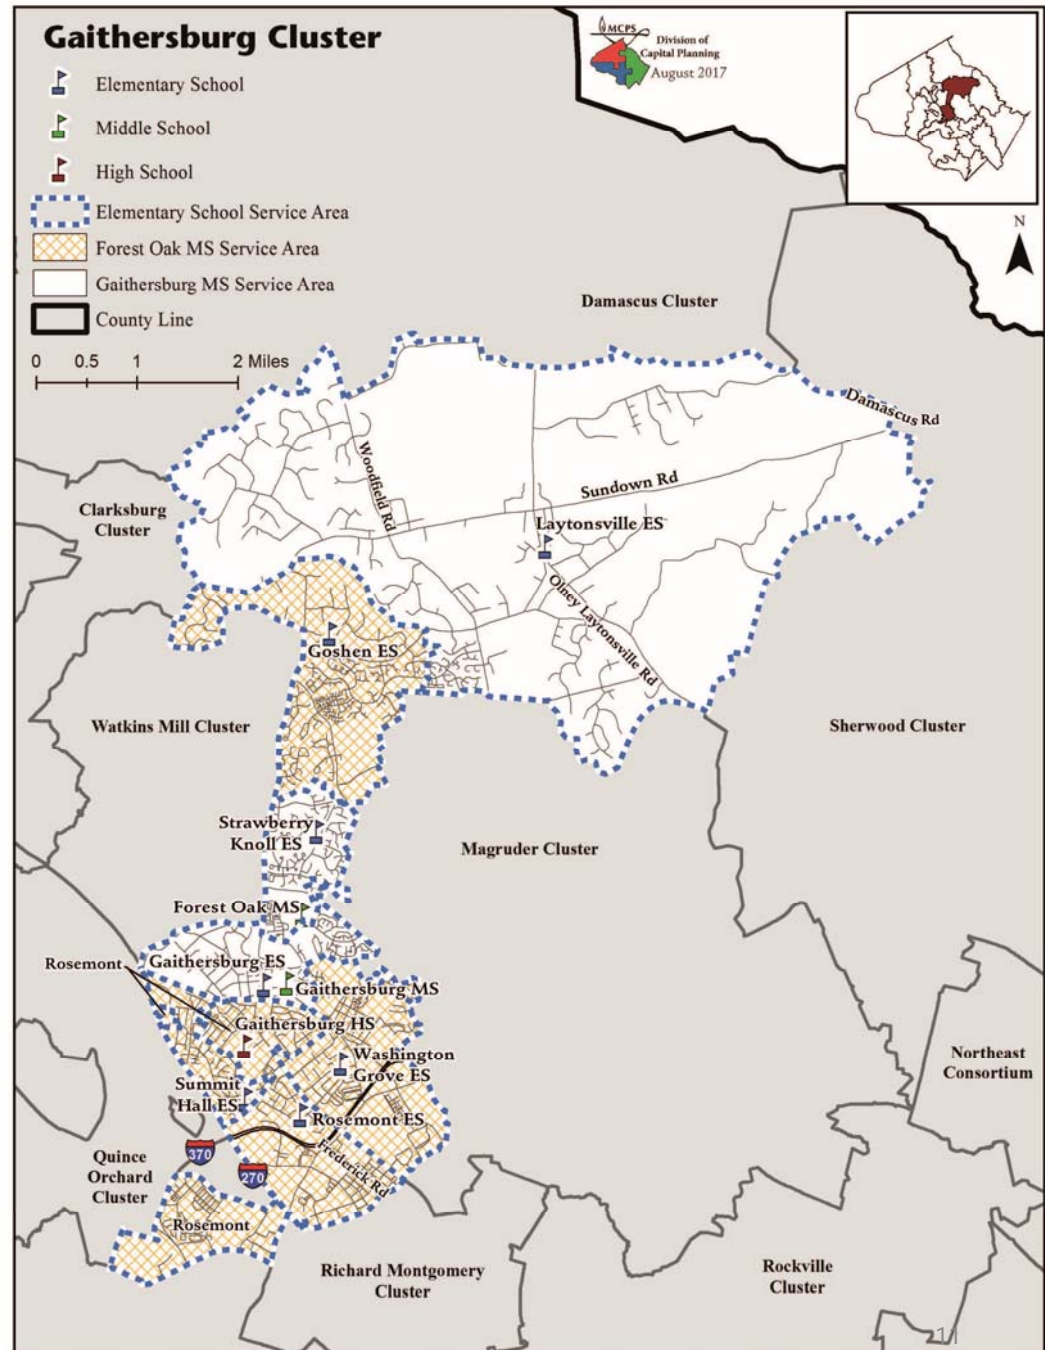 Gaithersburg Cluster
Elementary School
Middle School
High School
Elementary School Service Area
Forest Oak MS Service Area
Gaithersburg MS Service Area
County Line
0 0.5 1 2 Miles
MCPS
Division of
Capital Planning
August 2017
N
Damascus Cluster
Damascus Rd
Woodfield Rd
Sundown Rd
Clarksburg
Cluster
Laytonsville ES
Olney Laytonsville Rd
Goshen ES
Watkins Mill Cluster
Sherwood Cluster
Strawberry
Knoll ES
Magruder Cluster
Forest Oak MS
Rosemont
Gaithersburg ES
Gaithersburg MS
Gaithersburg HS
Washington
Grove ES
Northeast
Consortium
Summit
Hall ES
Rosemont ES
370
270
Frederick Rd
Quince
Orchard
Cluster
Rosemont
Richard Montgomery
Cluster
Rockville
Cluster
11